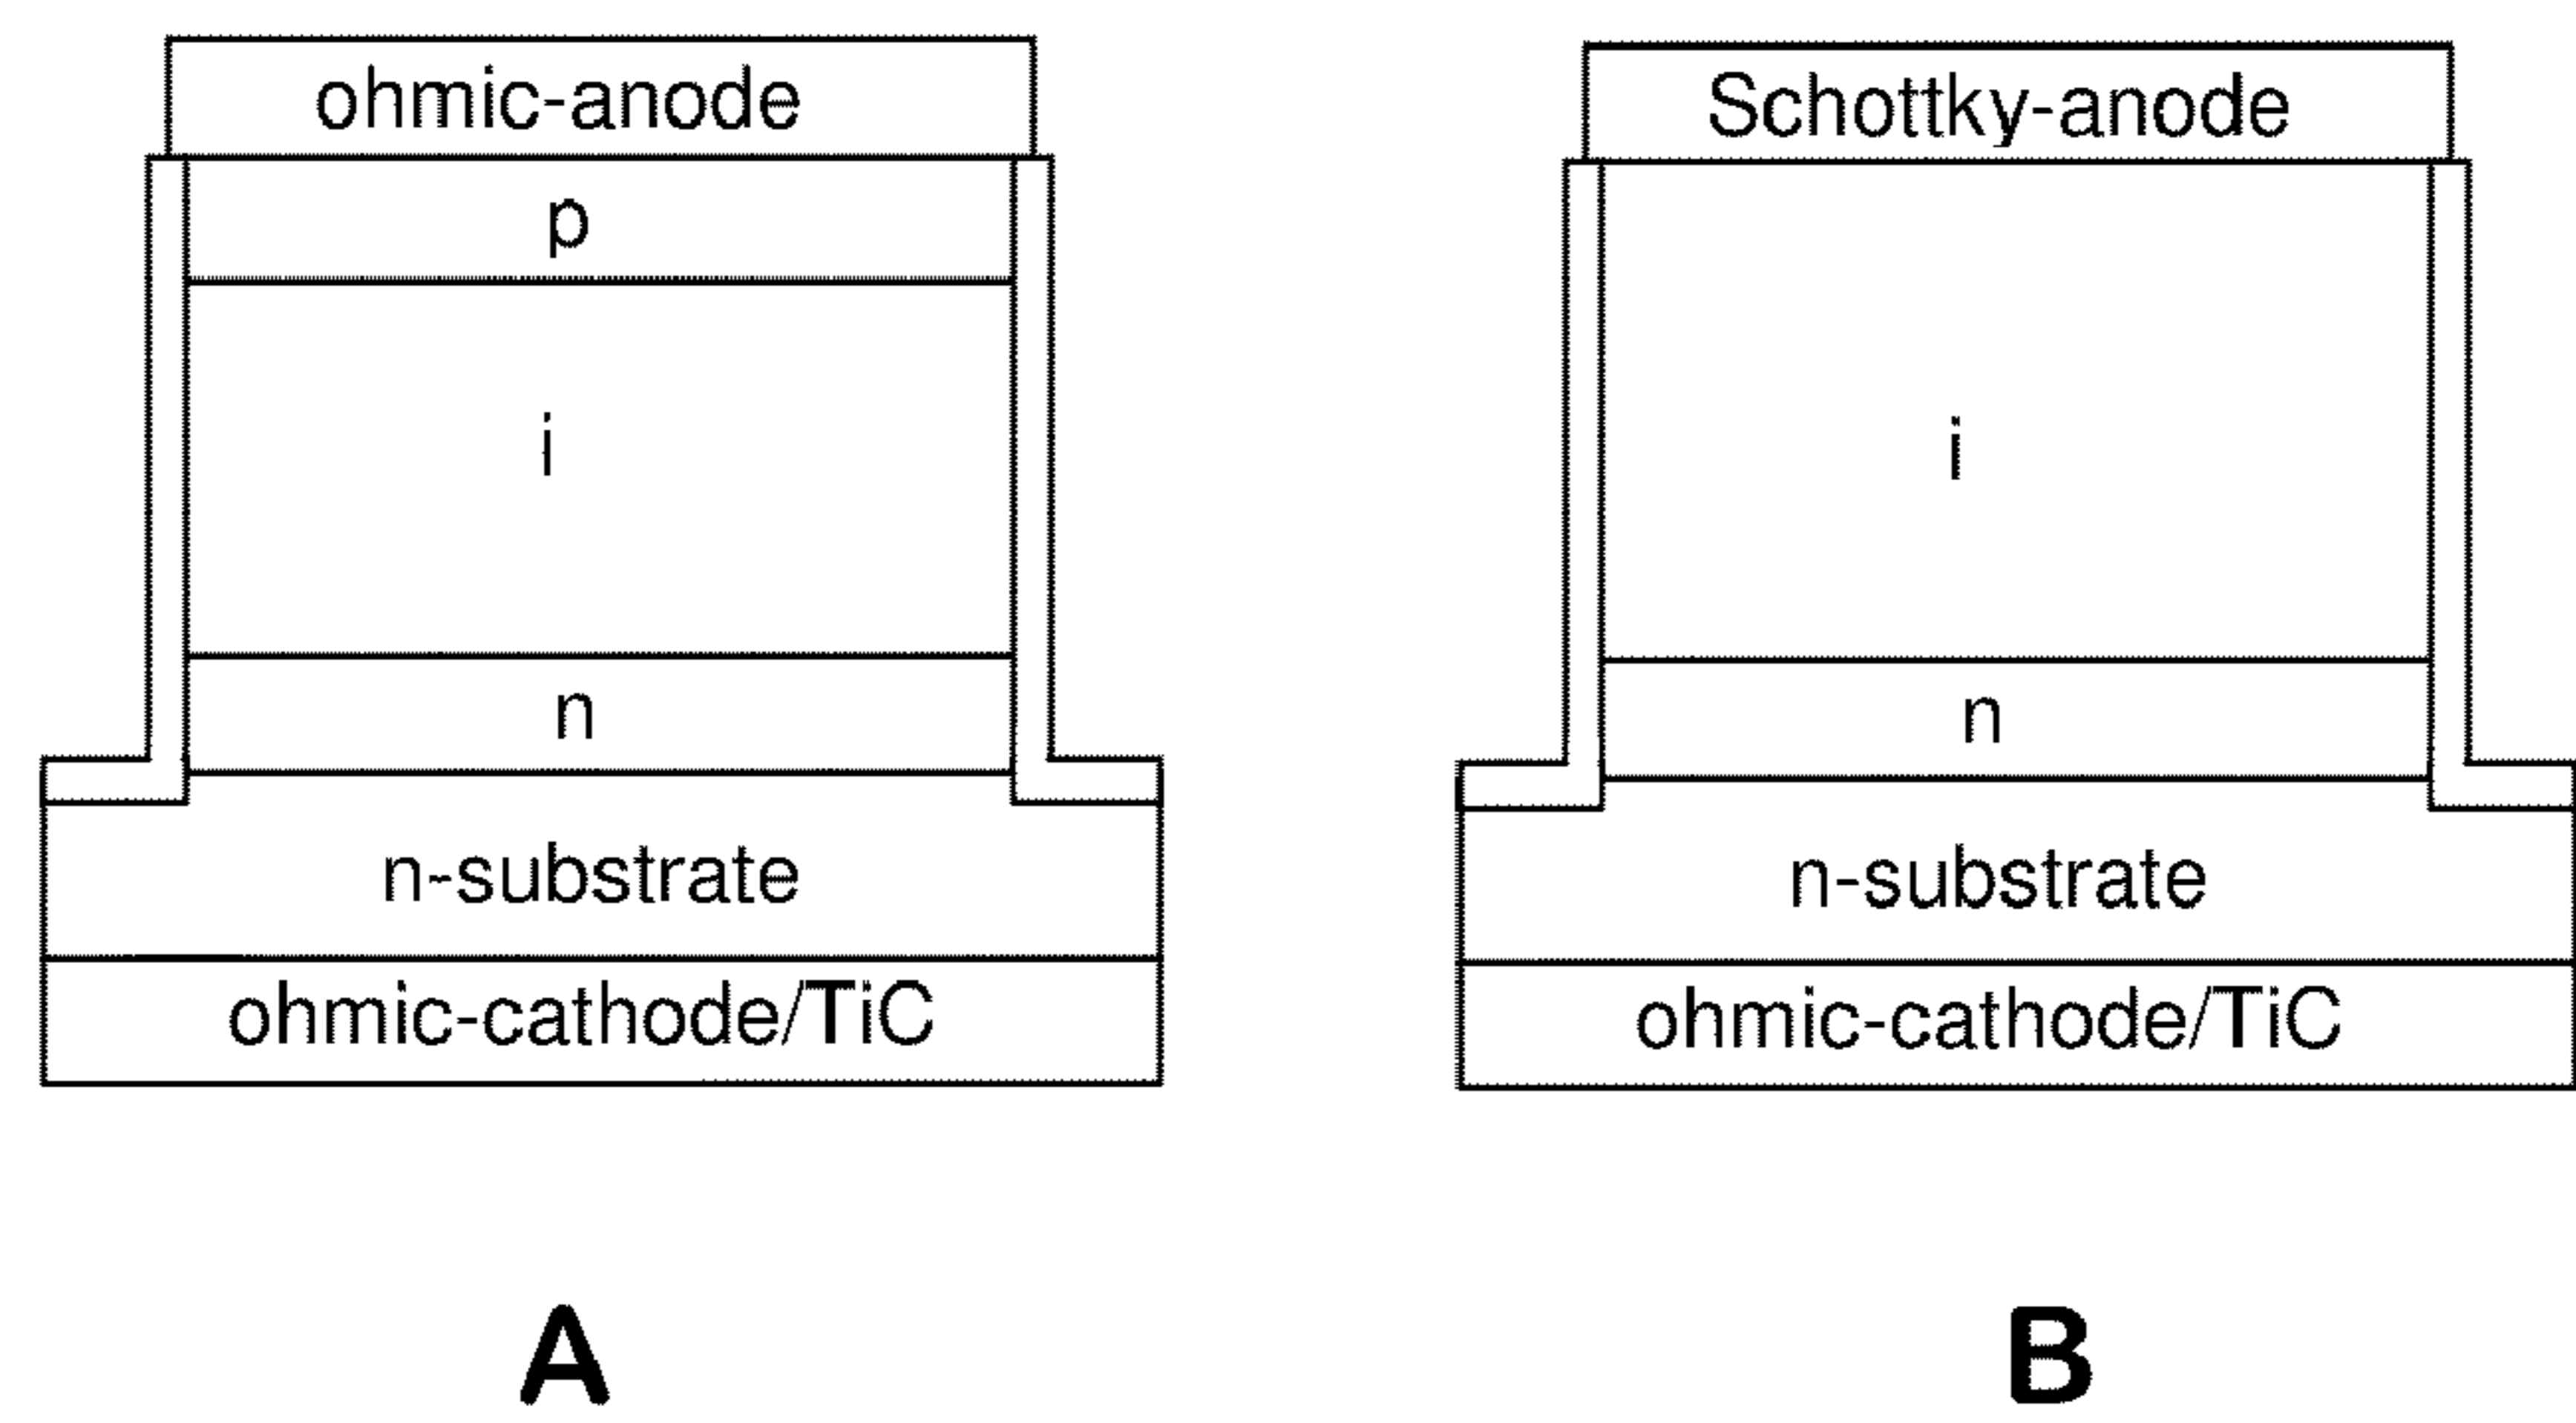 ohmic-anode
p
i
n
n-substrate
ohmic-cathode/TiC
A
Schottky-anode
i
n
n-substrate
ohmic-cathode/TiC
B